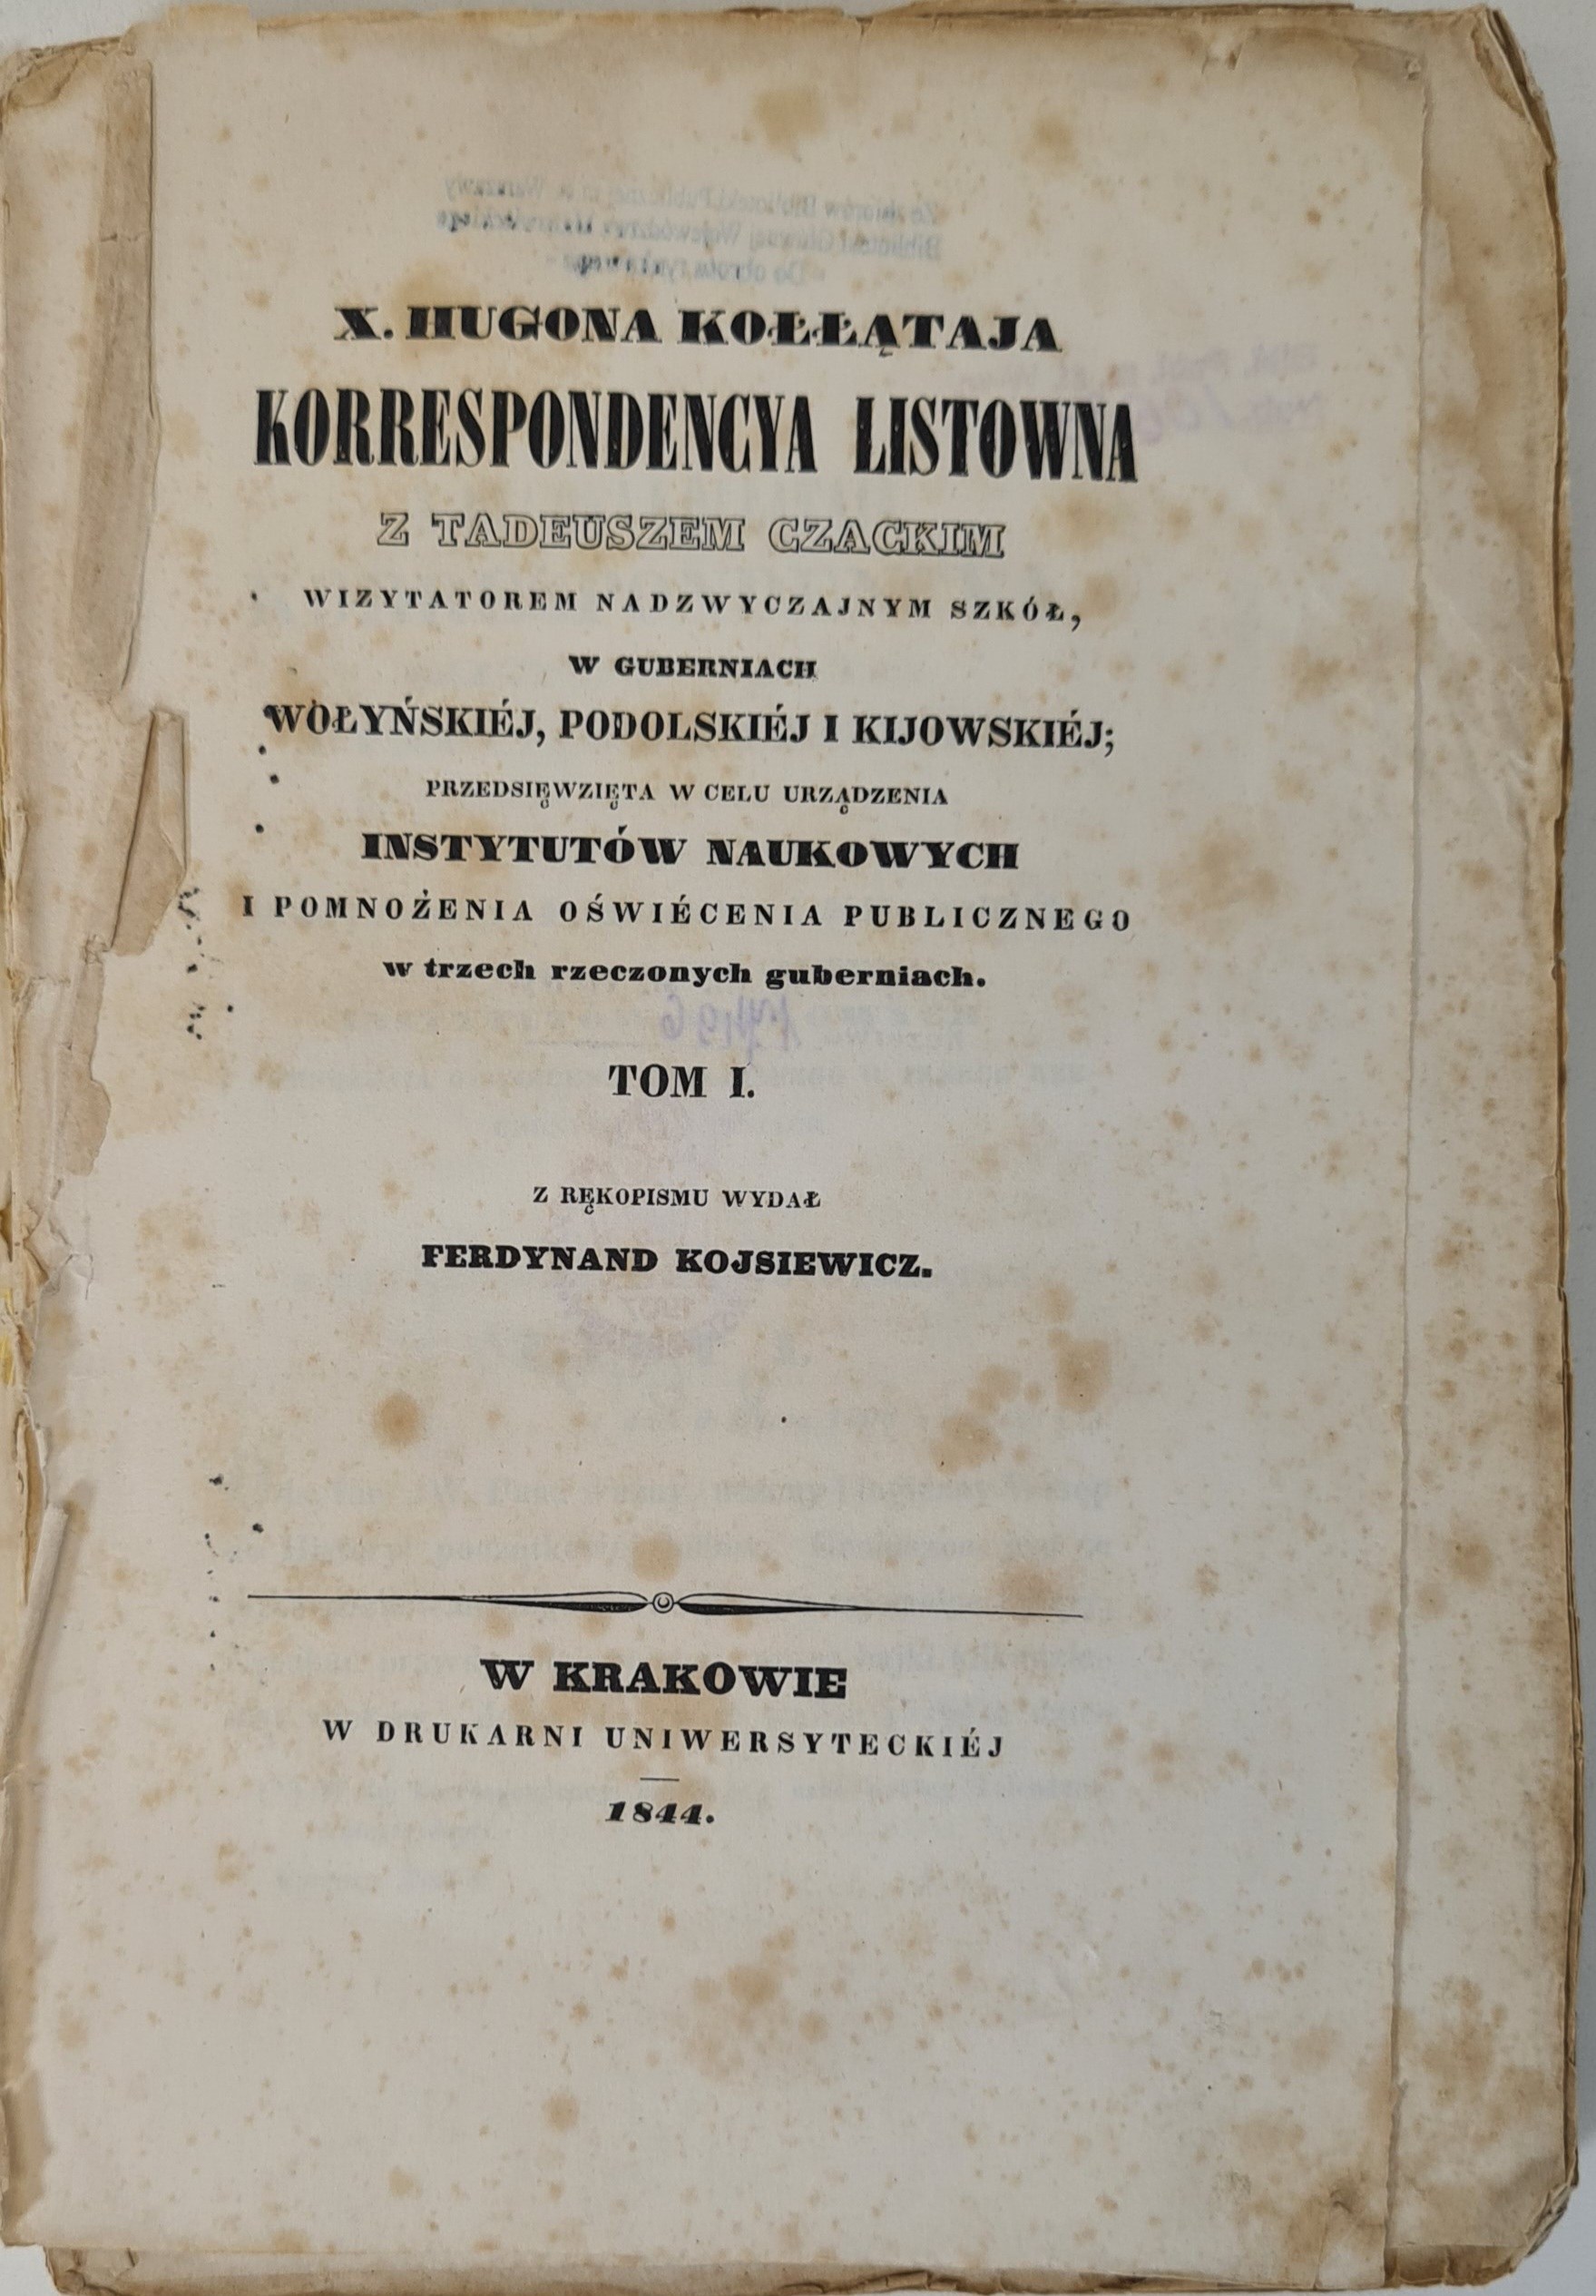 X. HUGONA KOŁŁĄTAJA
KORRESPONDENCYA LISTOWNA
Z TADEUSZEM CZACKIM
WIZYTATOREM NADZWYCZAJNYM SZKÓŁ,
W GUBERNIACH
WOŁYŃSKIÉJ, PODOLSKIÉJ I KIJOWSKIÉJ;
PRZEDSIĘWZIĘTA W CELU URZĄDZENIA
INSTYTUTÓW NAUKOWYCH
I POMNOŻENIA OŚWIÉCENIA PUBLICZNEGO
w trzech rzeczonych guberniach.
TOM I.
Z RĘKOPISMU WYDAŁ
FERDYNAND KOJSIEWICZ.
W KRAKOWIE
W DRUKARNI UNIWERSYTECKIÉJ
1844.